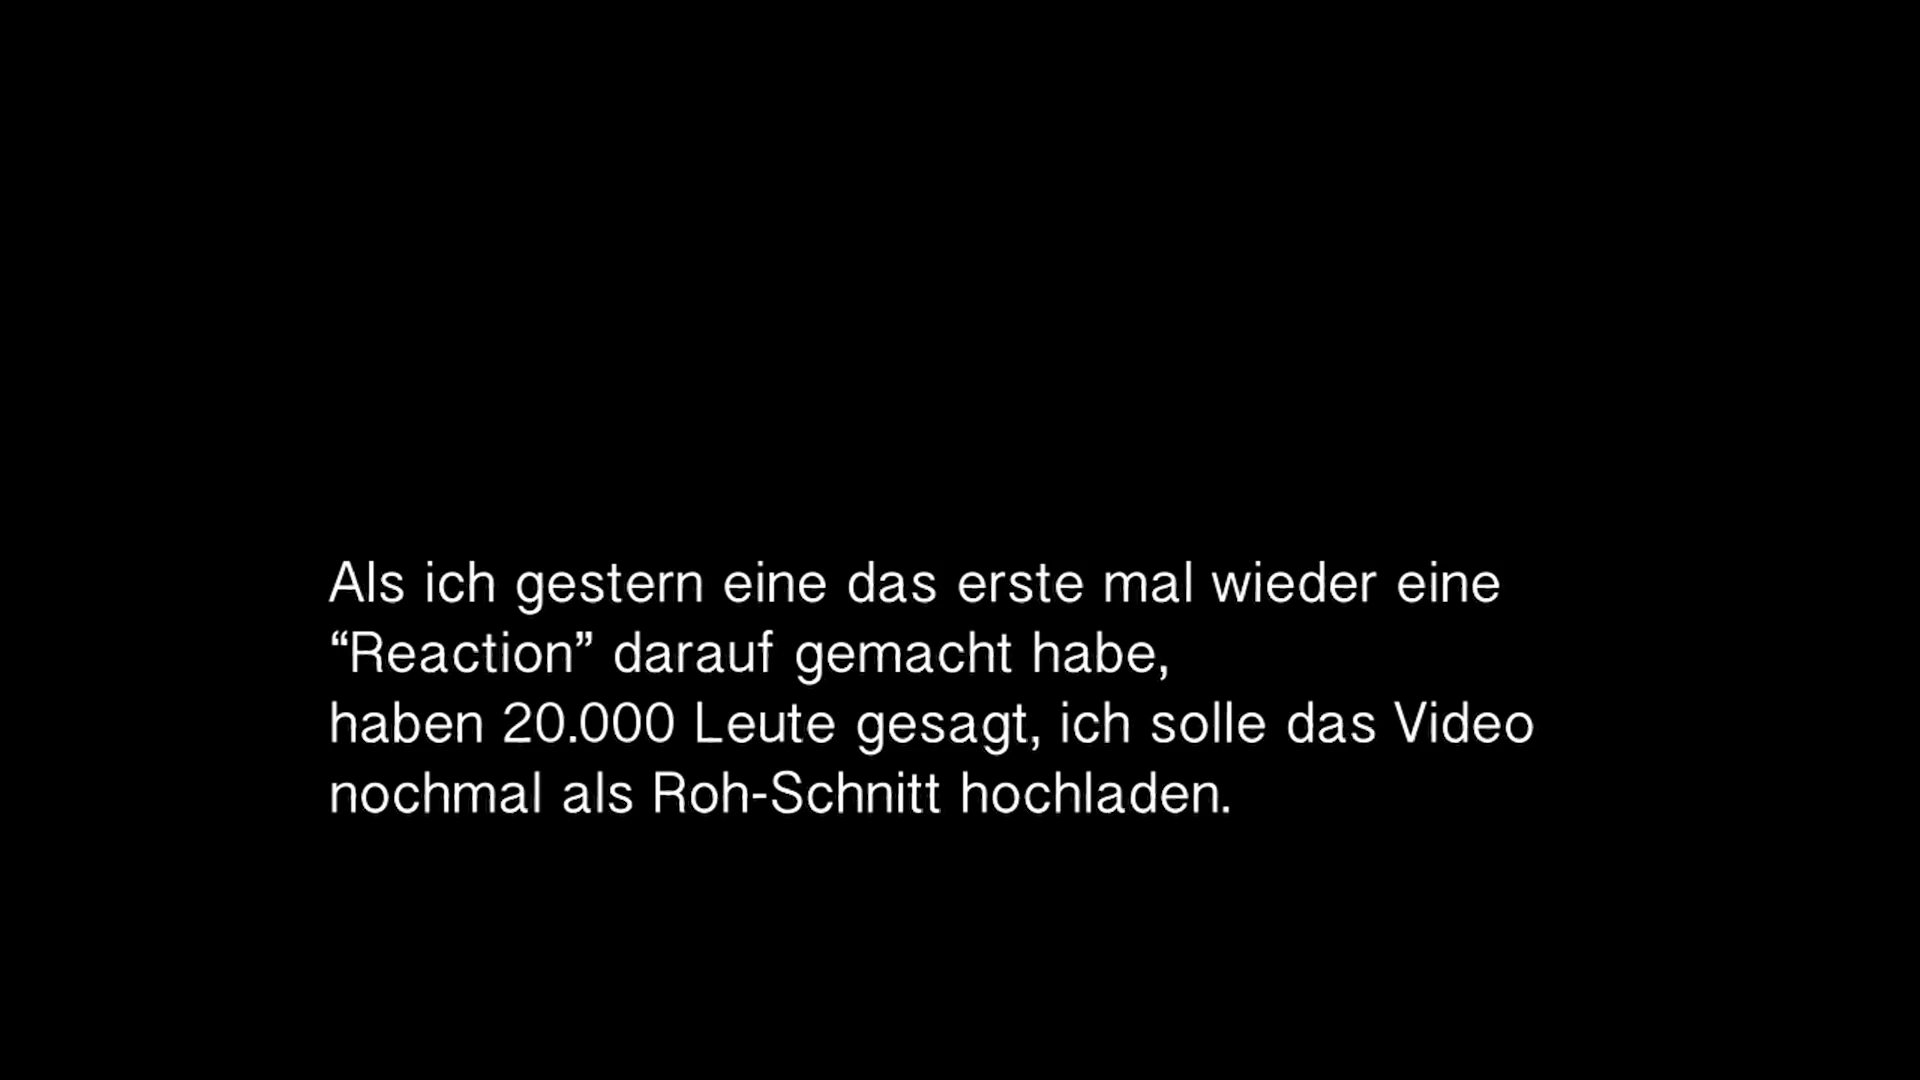 Als ich gestern eine das erste mal wieder eine
“Reaction” darauf gemacht habe,
haben 20.000 Leute gesagt, ich solle das Video
nochmal als Roh-Schnitt hochladen.